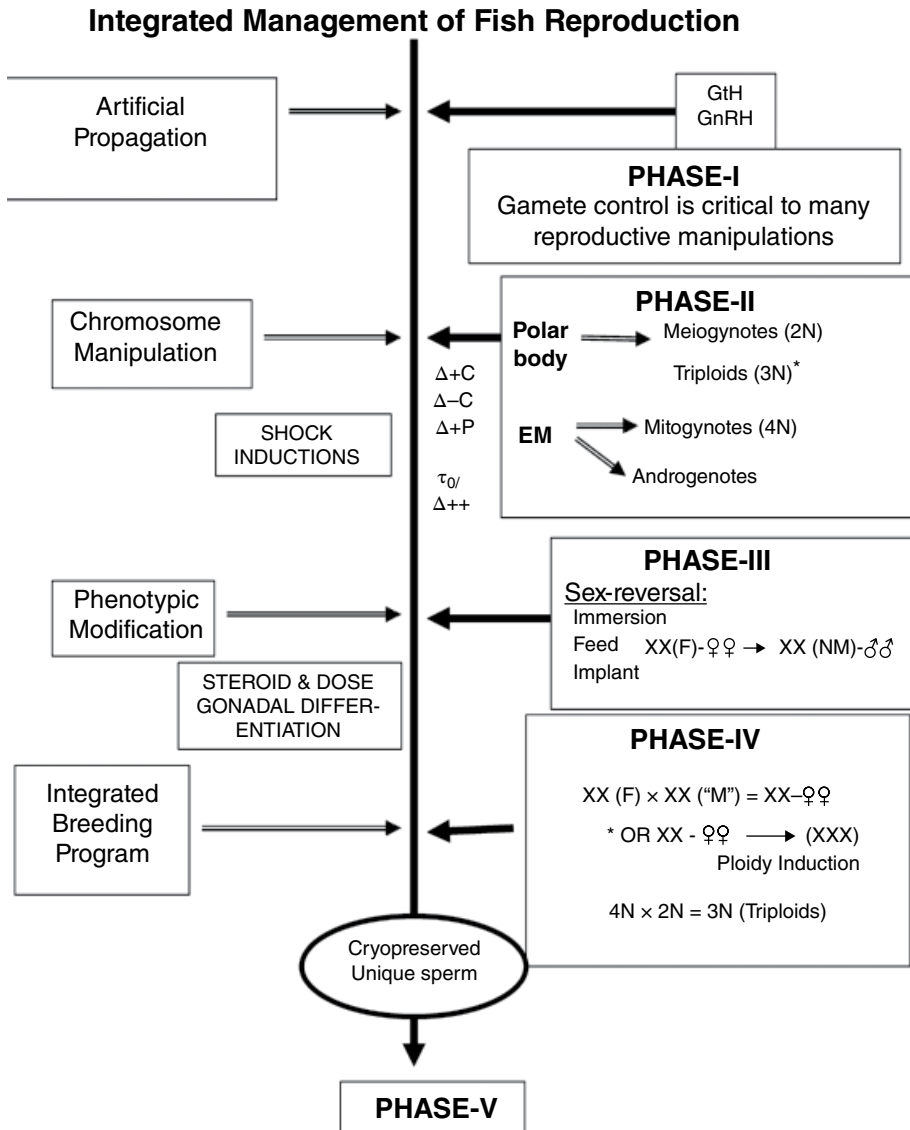 Integrated Management of Fish Reproduction
Artificial
Propagation
GtH
GnRH
PHASE-I
Gamete control is critical to many
reproductive manipulations
Chromosome
Manipulation
SHOCK
INDUCTIONS
Δ+C
Δ−C
Δ+P
τ0/
Δ++
PHASE-II
Polar
body
Meiogynotes (2N)
Triploids (3N)*
EM
Mitogynotes (4N)
Androgenotes
Phenotypic
Modification
STEROID & DOSE
GONADAL DIFFER-
ENTIATION
PHASE-III
Sex-reversal:
Immersion
Feed XX(F)-♀♀ → XX (NM)-♂♂
Implant
Integrated
Breeding
Program
PHASE-IV
XX (F) × XX ("M") = XX–♀♀
* OR XX - ♀♀ → (XXX)
Ploidy Induction
4N × 2N = 3N (Triploids)
Cryopreserved
Unique sperm
PHASE-V